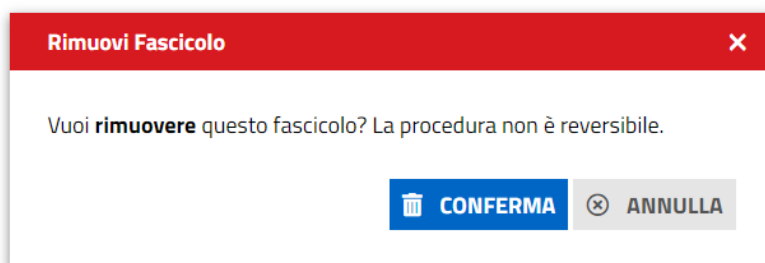 Rimuovi Fascicolo
Vuoi rimuovere questo fascicolo? La procedura non è reversibile.
CONFERMA ANNULLA